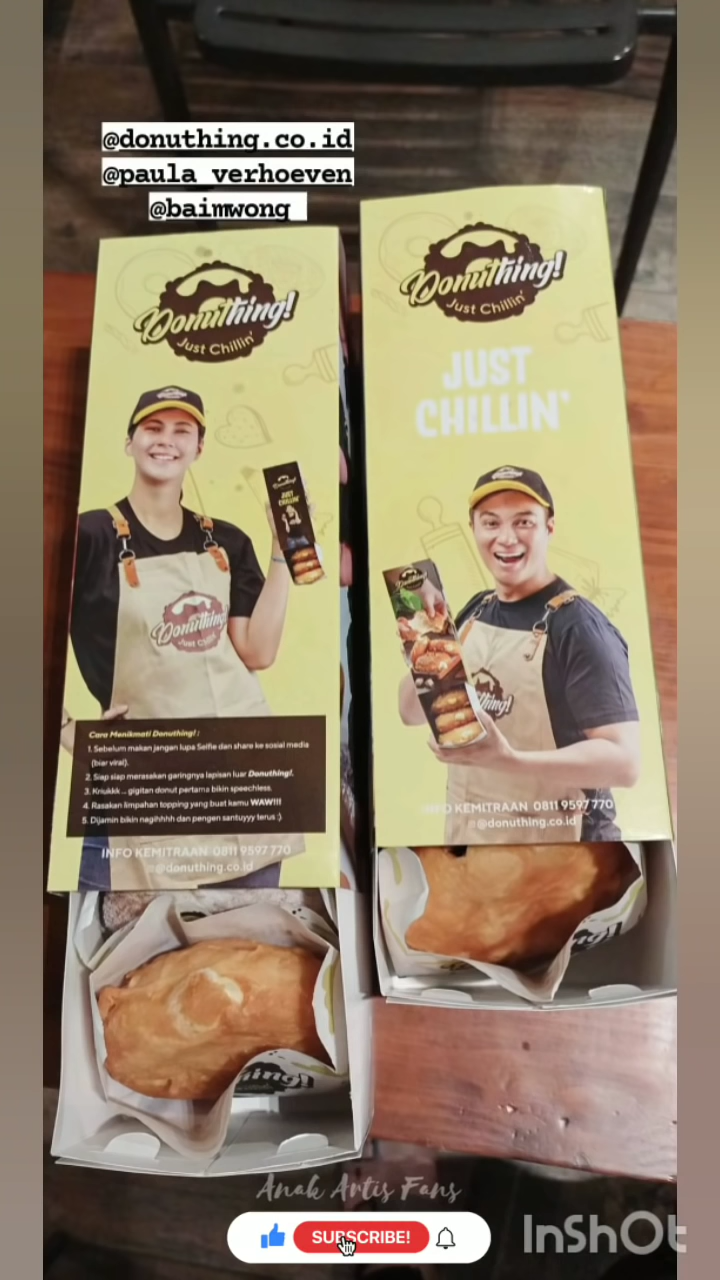 @donuthing.co.id
@paula_verhoeven
@baimwong
Donuthing!
Just Chillin'
JUST
CHILLIN'
Donuthing!
Just Chillin'
Cara Menikmati Donuthing! :
1. Sebelum makan jangan lupa Selfie dan share ke sosial media
(biar viral).
2. Siap siap merasakan garingnya lapisan luar Donuthing!.
3. Kriukkk ... gigitan donut pertama bikin speechless.
4. Rasakan limpahan topping yang buat kamu WAW!!!
5. Dijamin bikin nagihhhh dan pengen santuyyy terus :)
INFO KEMITRAAN 0811 9597 770
@donuthing.co.id
Donuthing!
Just Chillin'
JUST
CHILLIN'
Donuthing!
INFO KEMITRAAN 0811 9597 770
@donuthing.co.id
Anak Artis Fans
SUBSCRIBE!
InShOt